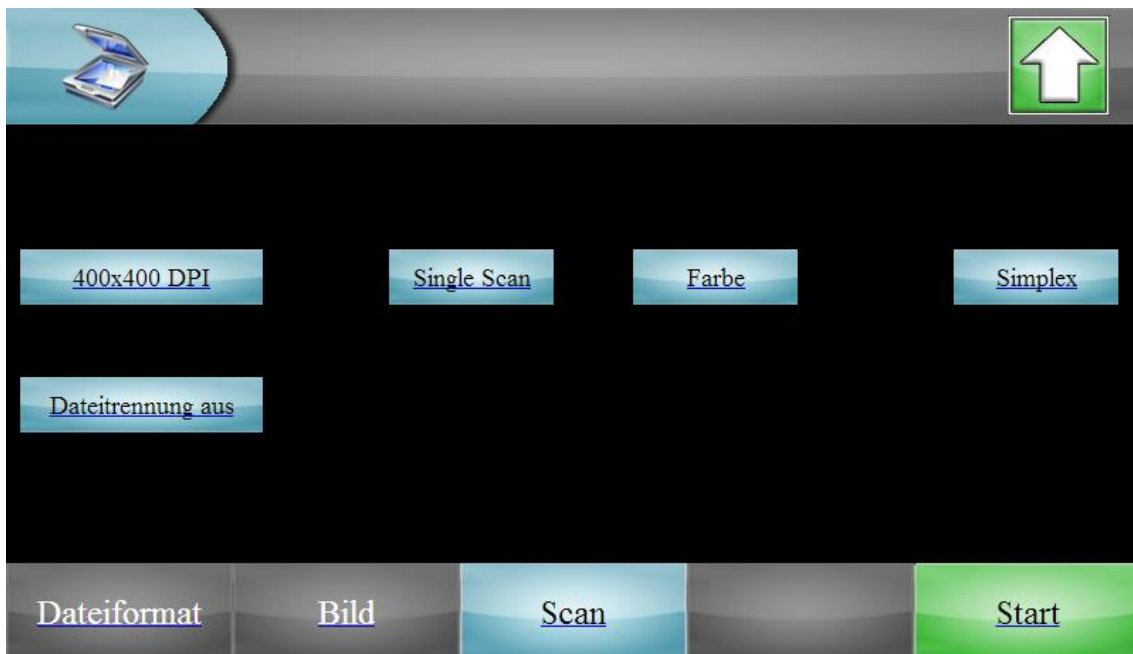 400x400 DPI
Single Scan
Farbe
Simplex
Dateitrennung aus
Dateiformat
Bild
Scan
Start